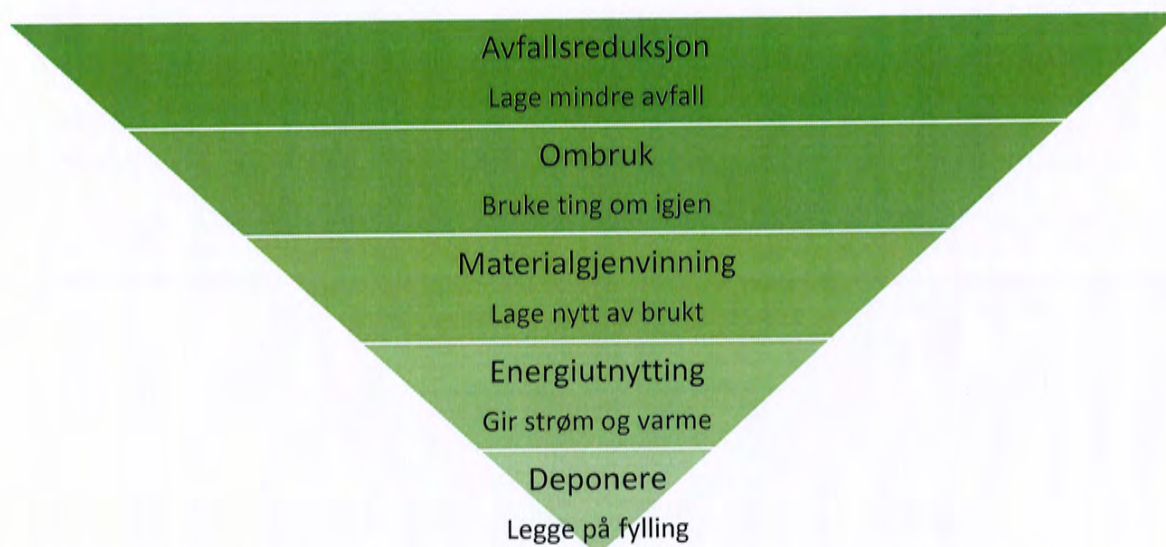 Avfallsreduksjon
Lage mindre avfall
Ombruk
Bruke ting om igjen
Materialgjenvinning
Lage nytt av brukt
Energiutnytting
Gir strøm og varme
Deponere
Legge på fylling